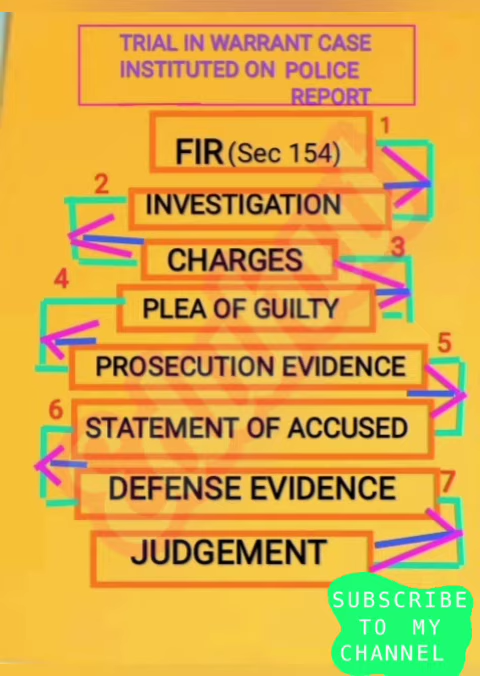 TRIAL IN WARRANT CASE
INSTITUTED ON POLICE
REPORT
1
FIR (Sec 154)
2
INVESTIGATION
CHARGES
3
4
PLEA OF GUILTY
5
PROSECUTION EVIDENCE
6
STATEMENT OF ACCUSED
7
DEFENSE EVIDENCE
JUDGEMENT
SUBSCRIBE
TO MY
CHANNEL